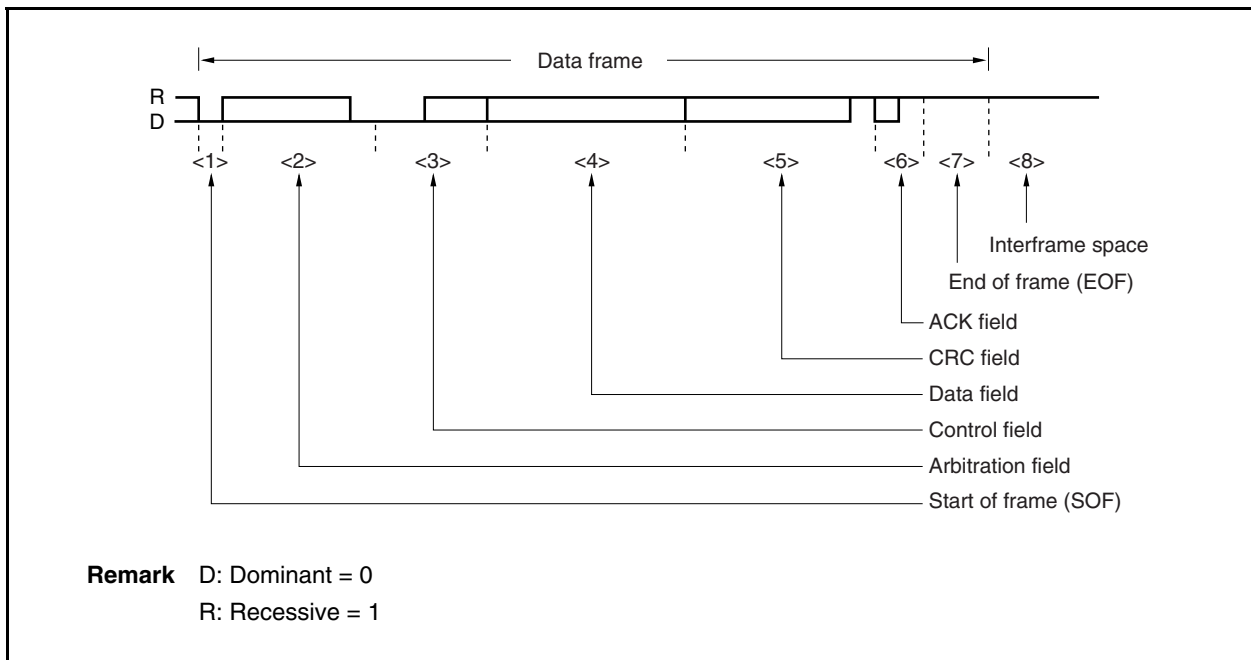 Data frame
R
D
<1> <2> <3> <4> <5> <6> <7> <8>
Interframe space
End of frame (EOF)
ACK field
CRC field
Data field
Control field
Arbitration field
Start of frame (SOF)
Remark D: Dominant = 0
R: Recessive = 1